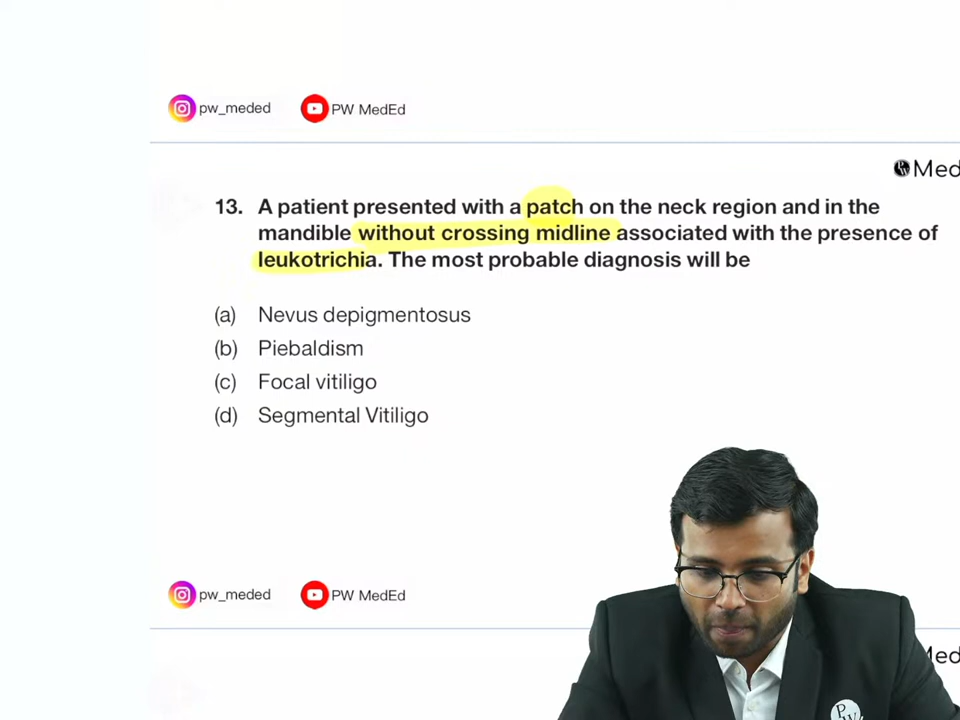 pw_meded PW MedEd
Med
13. A patient presented with a patch on the neck region and in the
mandible without crossing midline associated with the presence of
leukotrichia. The most probable diagnosis will be
(a) Nevus depigmentosus
(b) Piebaldism
(c) Focal vitiligo
(d) Segmental Vitiligo
pw_meded PW MedEd
Med
PW